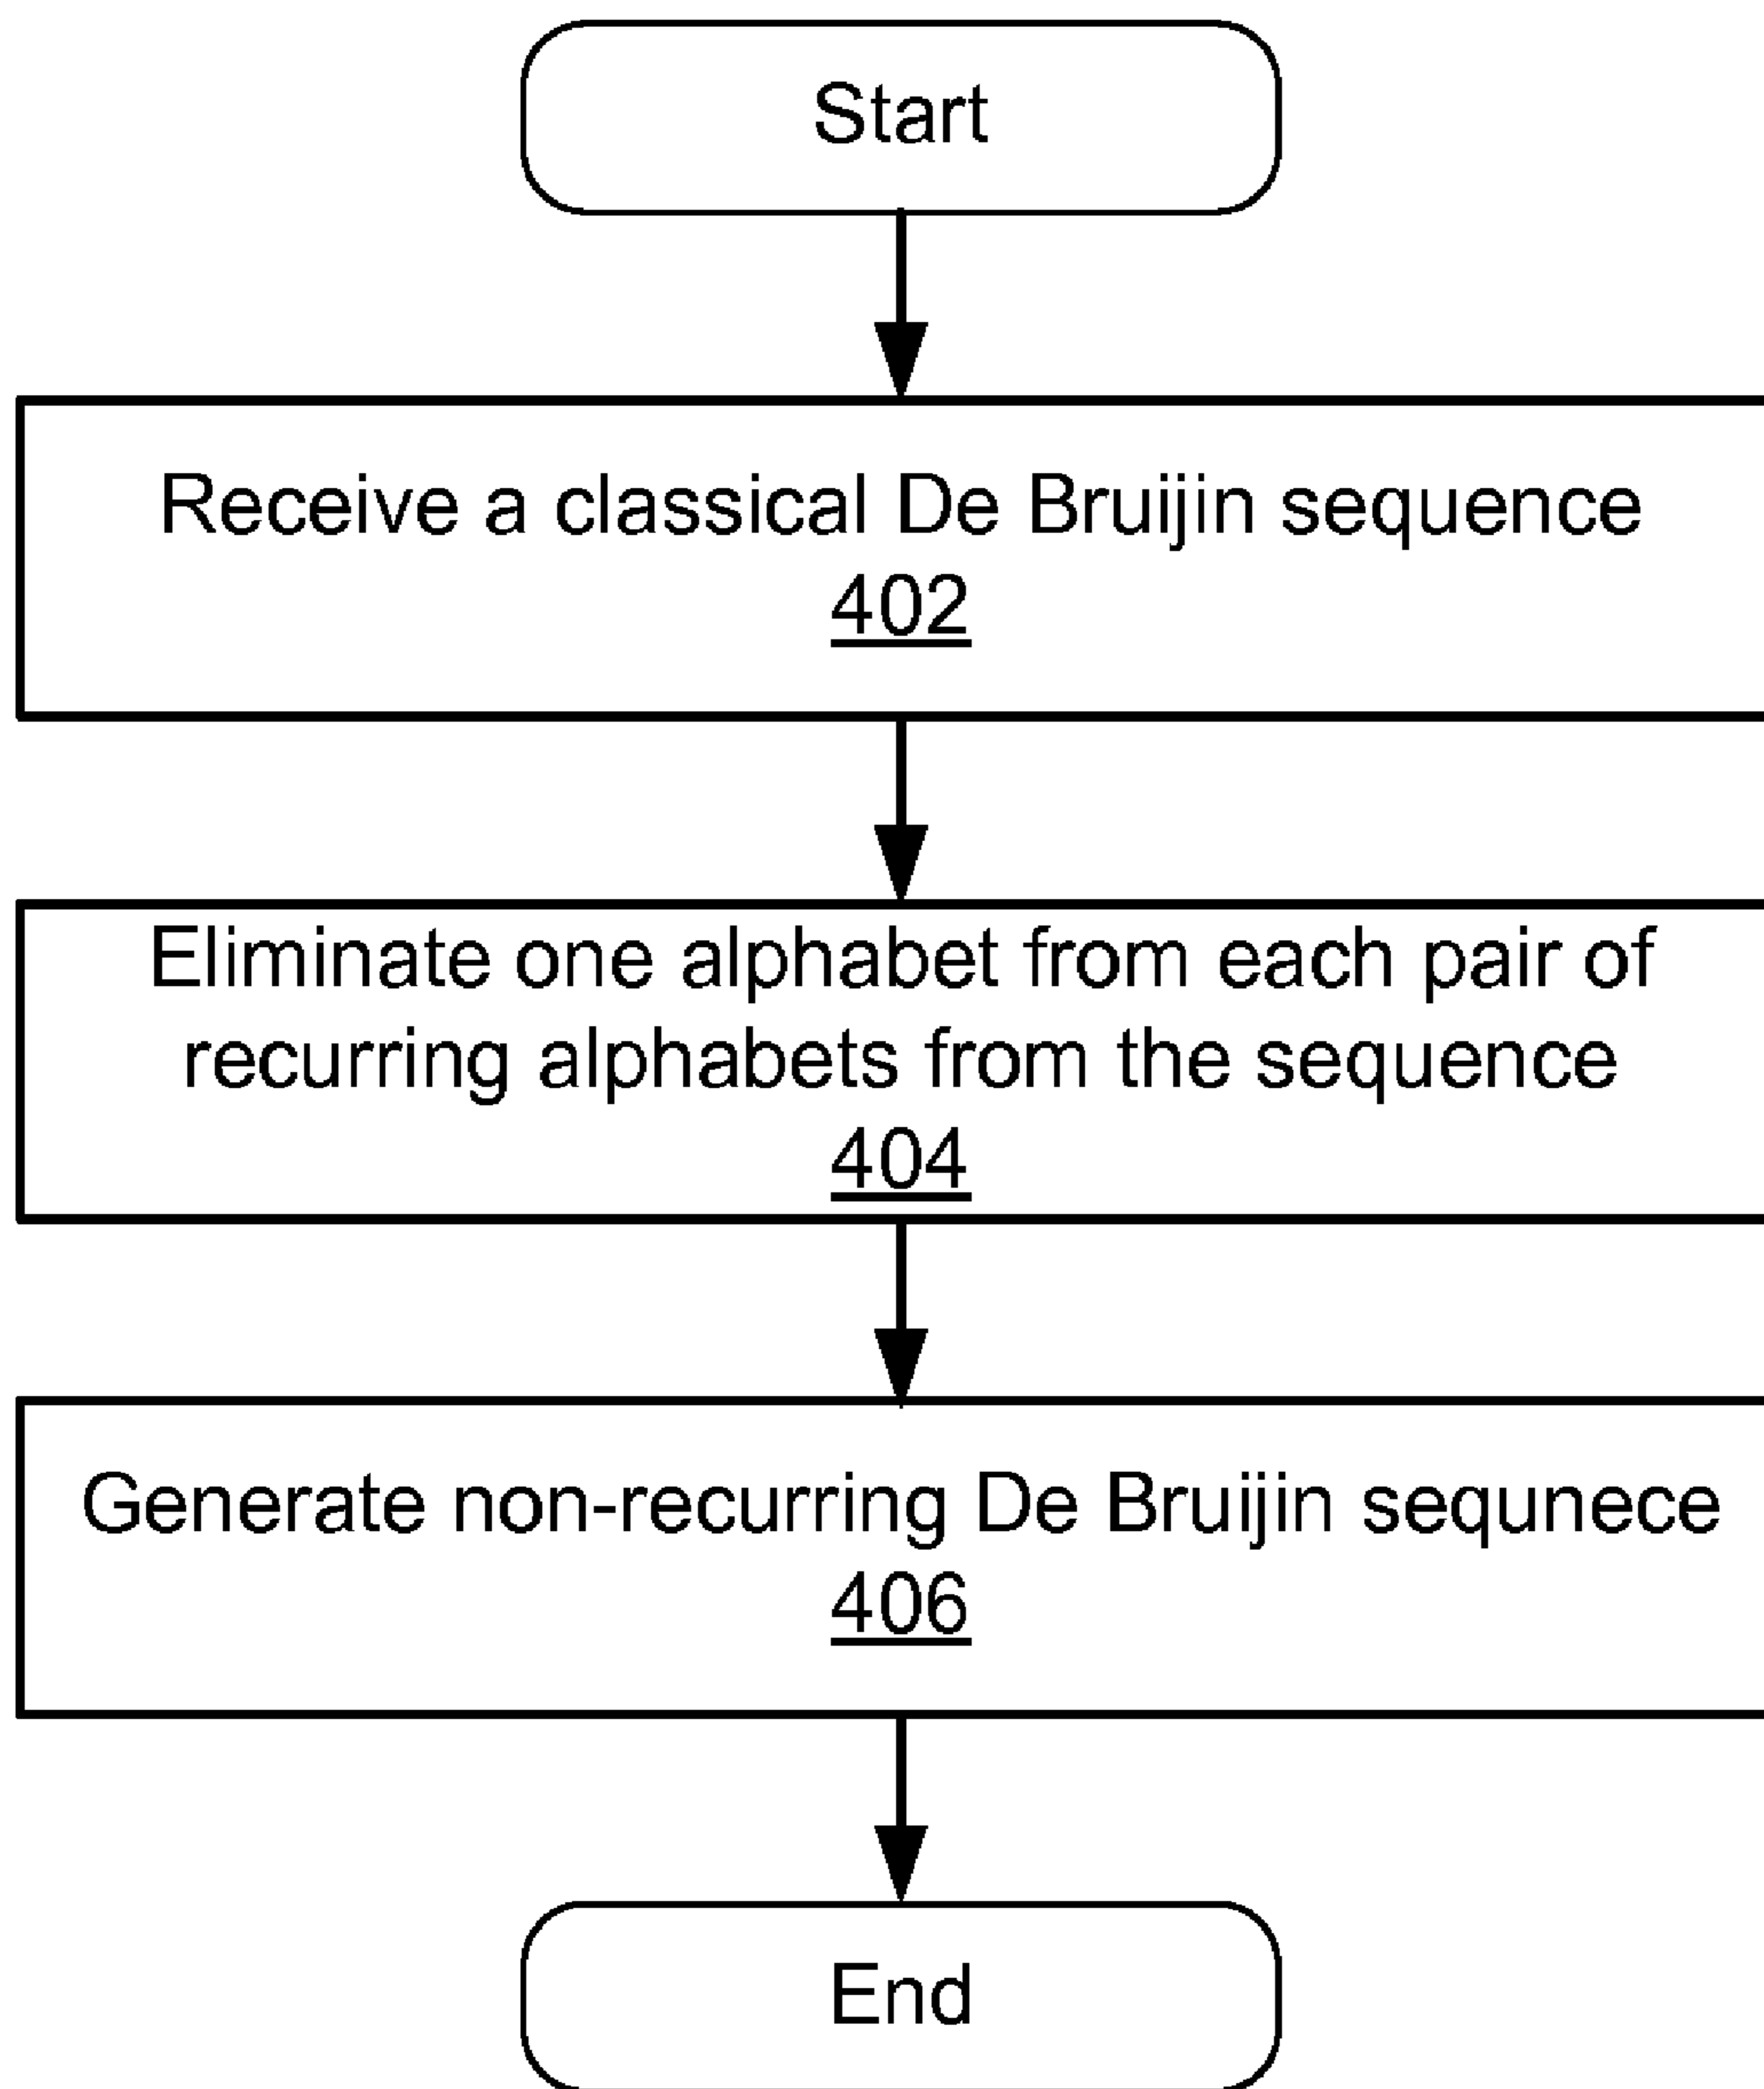 Start
Receive a classical De Bruijin sequence
402
Eliminate one alphabet from each pair of
recurring alphabets from the sequence
404
Generate non-recurring De Bruijin sequnece
406
End